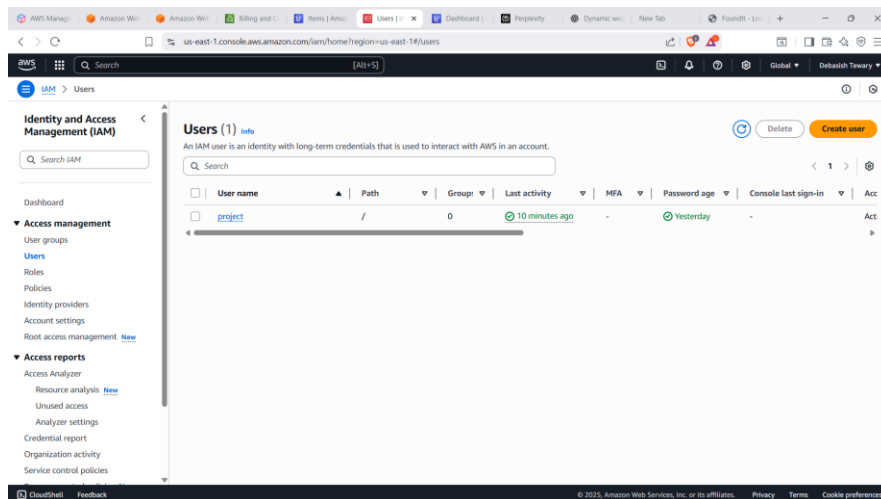 AWS Manage Amazon Web Amazon Web Billing and C Items | Amaz Users | I Dashboard | Perplexity Dynamic web New Tab FoundIt - Lo
us-east-1.console.aws.amazon.com/iam/home?region=us-east-1#/users
aws Search [Alt+S] Global Debasish Tewary
IAM > Users
Identity and Access Management (IAM)
Search IAM
Dashboard
Access management
User groups
Users
Roles
Policies
Identity providers
Account settings
Root access management New
Access reports
Access Analyzer
Resource analysis New
Unused access
Analyzer settings
Credential report
Organization activity
Service control policies
Users (1) Info
Delete Create user
An IAM user is an identity with long-term credentials that is used to interact with AWS in an account.
Search
1
User name Path Group: Last activity MFA Password age Console last sign-in Acc
project / 0 10 minutes ago - Yesterday - Acti
CloudShell Feedback © 2025, Amazon Web Services, Inc. or its affiliates. Privacy Terms Cookie preferences